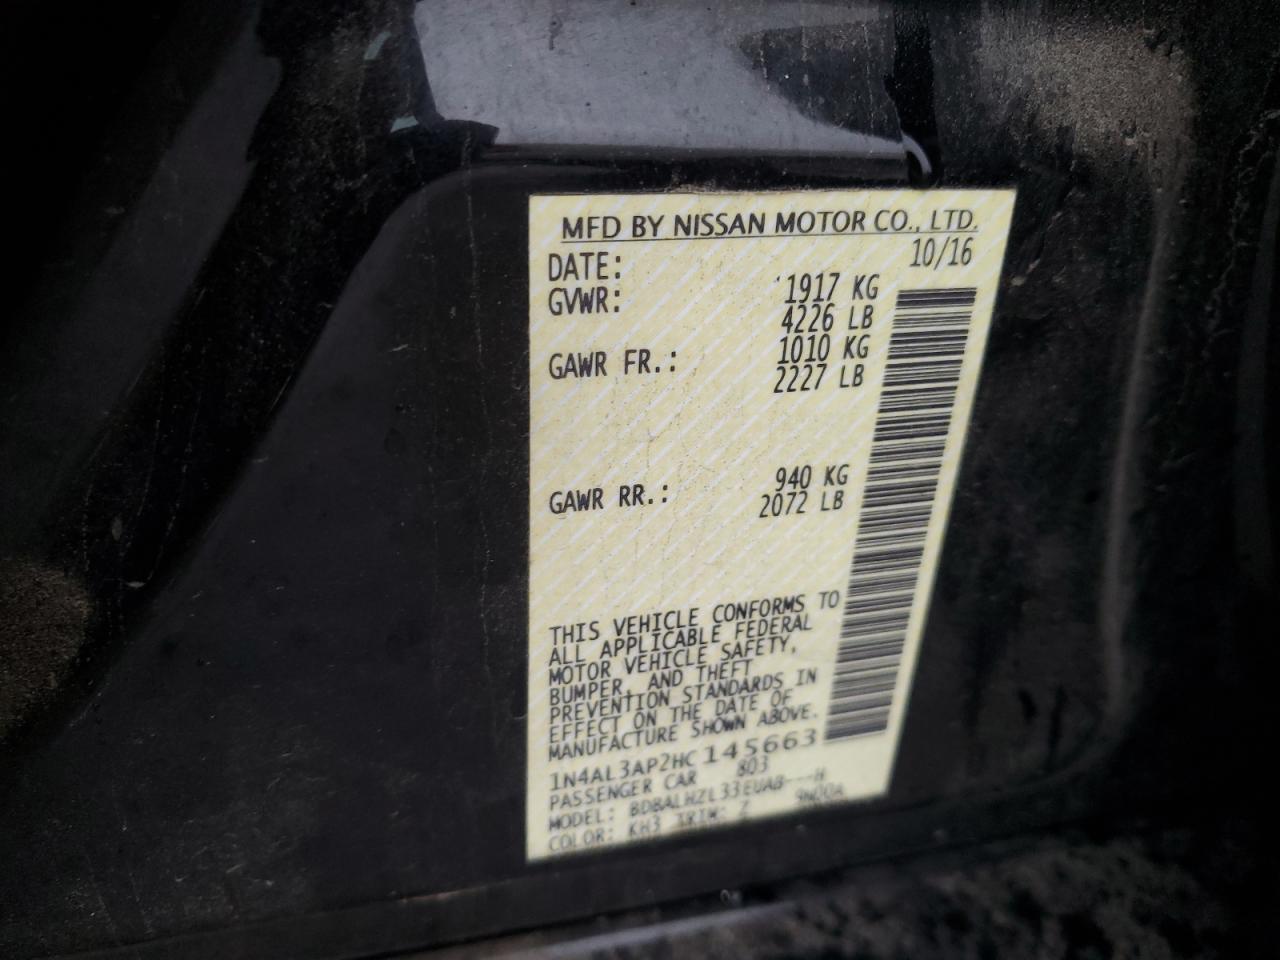 MFD BY NISSAN MOTOR CO., LTD.
DATE: 10/16
GVWR: 1917 KG
4226 LB
GAWR FR.: 1010 KG
2227 LB
GAWR RR.: 940 KG
2072 LB
THIS VEHICLE CONFORMS TO
ALL APPLICABLE FEDERAL
MOTOR VEHICLE SAFETY,
BUMPER, AND THEFT
PREVENTION STANDARDS IN
EFFECT ON THE DATE OF
MANUFACTURE SHOWN ABOVE.
1N4AL3AP2HC145663
PASSENGER CAR 803
MODEL: BDBALHZL33EUAB---H
COLOR: KH3 TRIM: Z